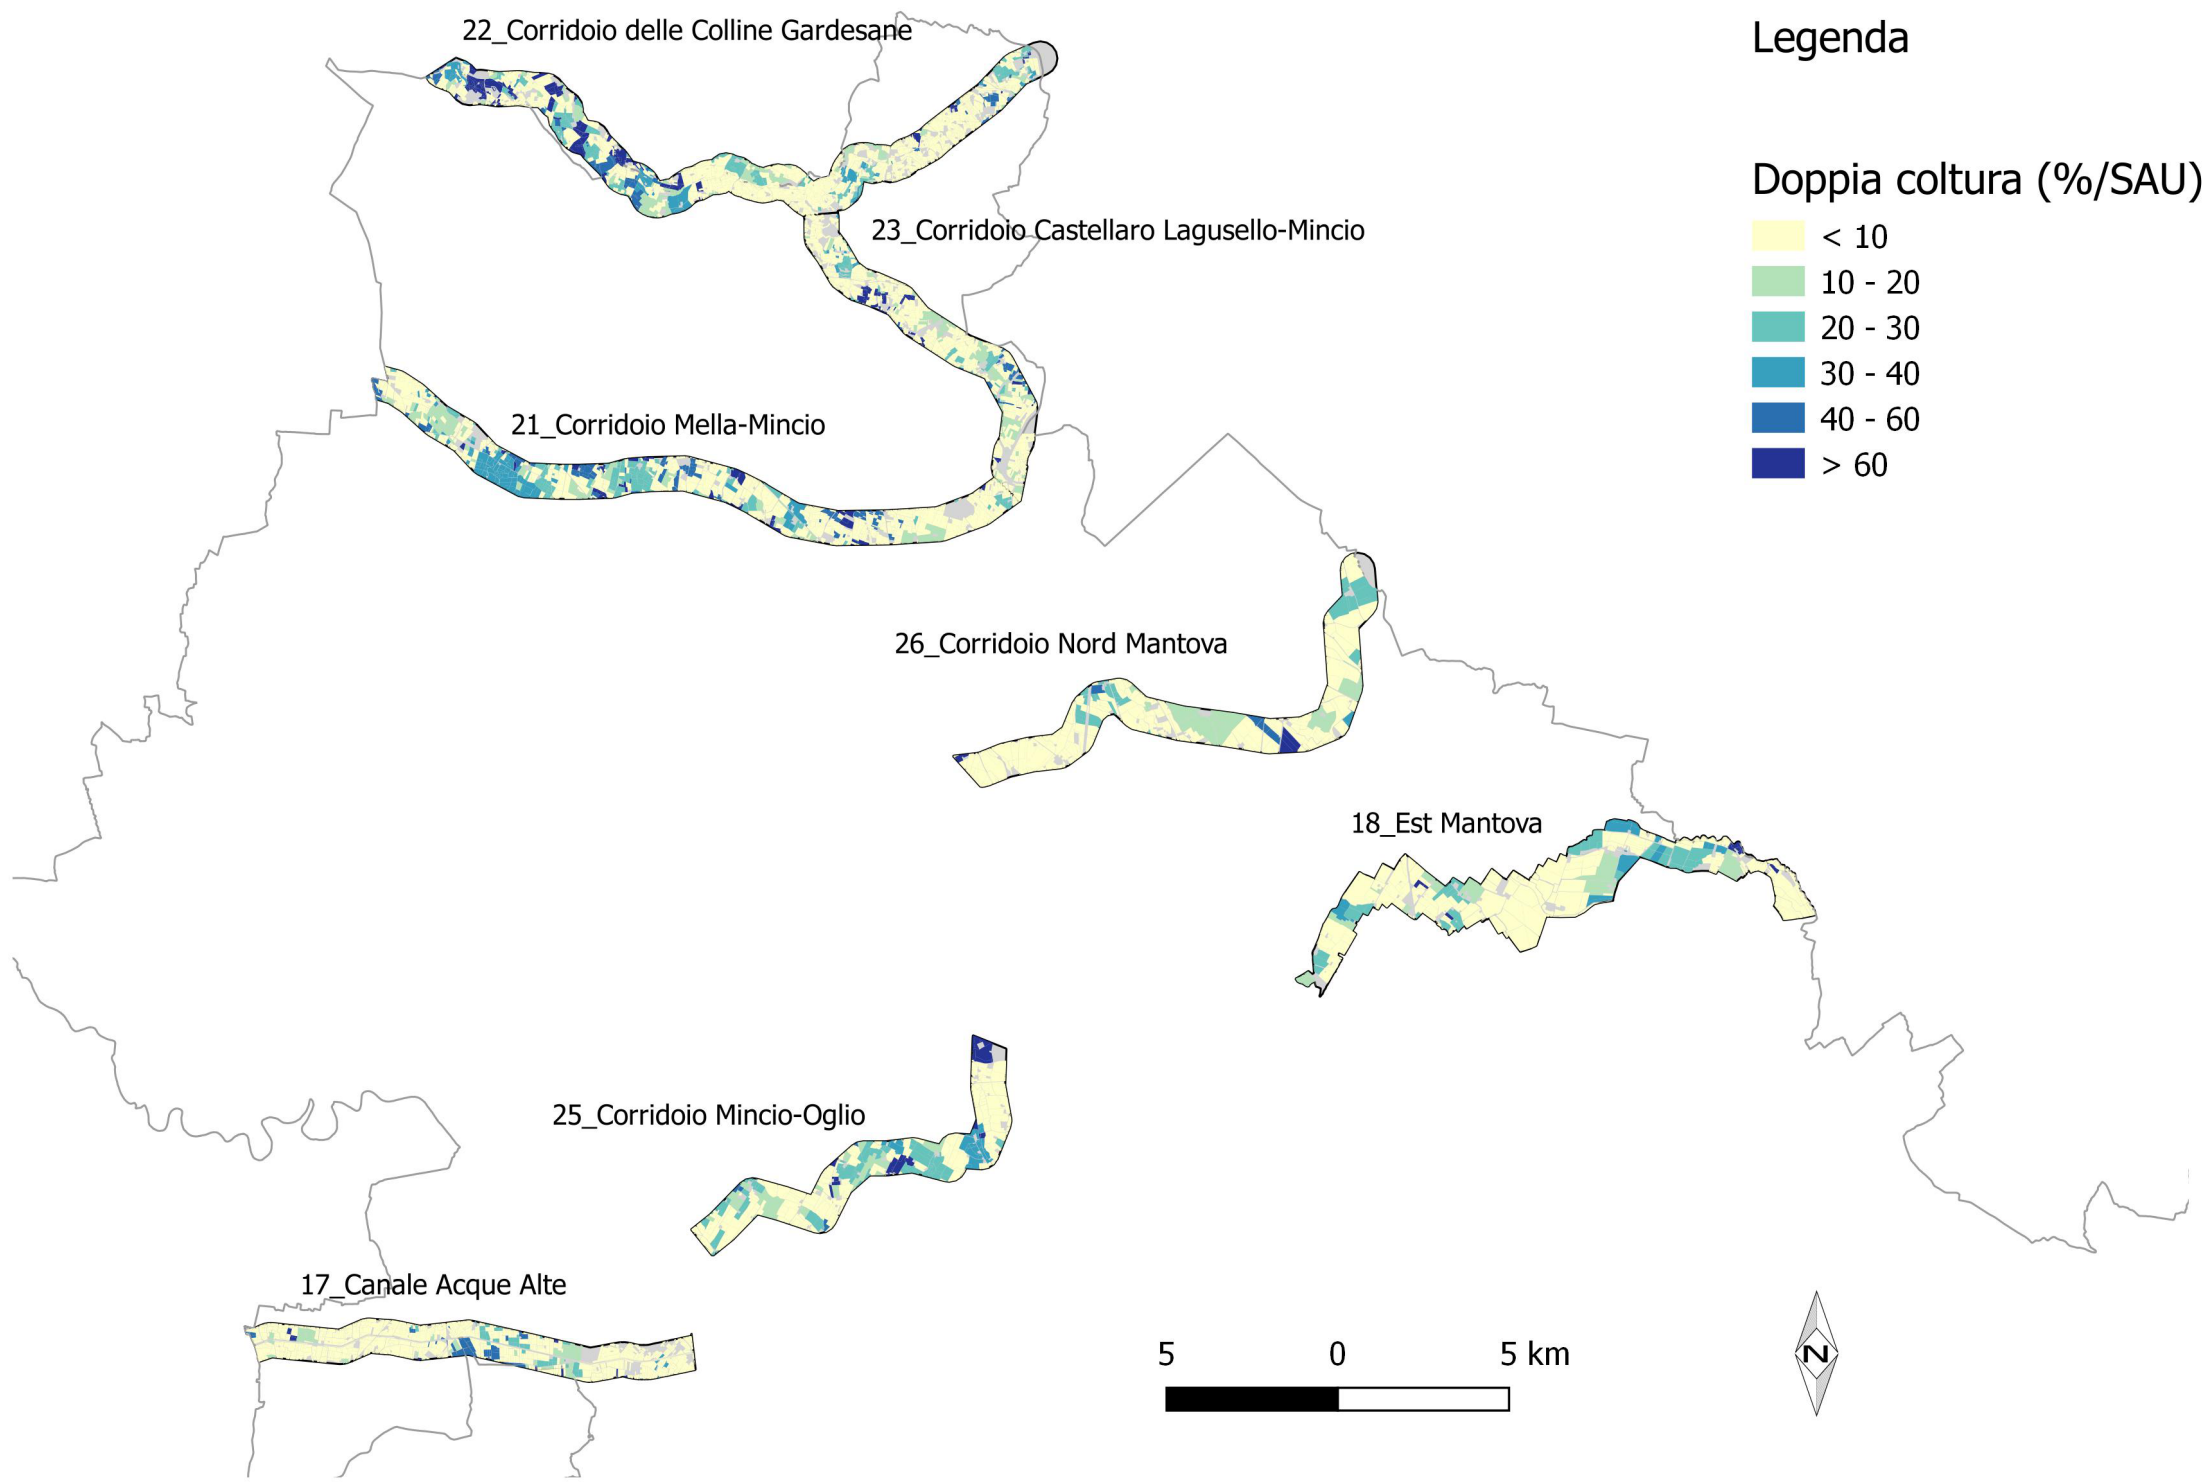 22_Corridoio delle Colline Gardesane
Legenda
Doppia coltura (%/SAU)
< 10
10 - 20
20 - 30
30 - 40
40 - 60
> 60
23_Corridoio Castellaro Lagusello-Mincio
21_Corridoio Mella-Mincio
26_Corridoio Nord Mantova
18_Est Mantova
25_Corridoio Mincio-Oglio
17_Canale Acque Alte
5 0 5 km
N